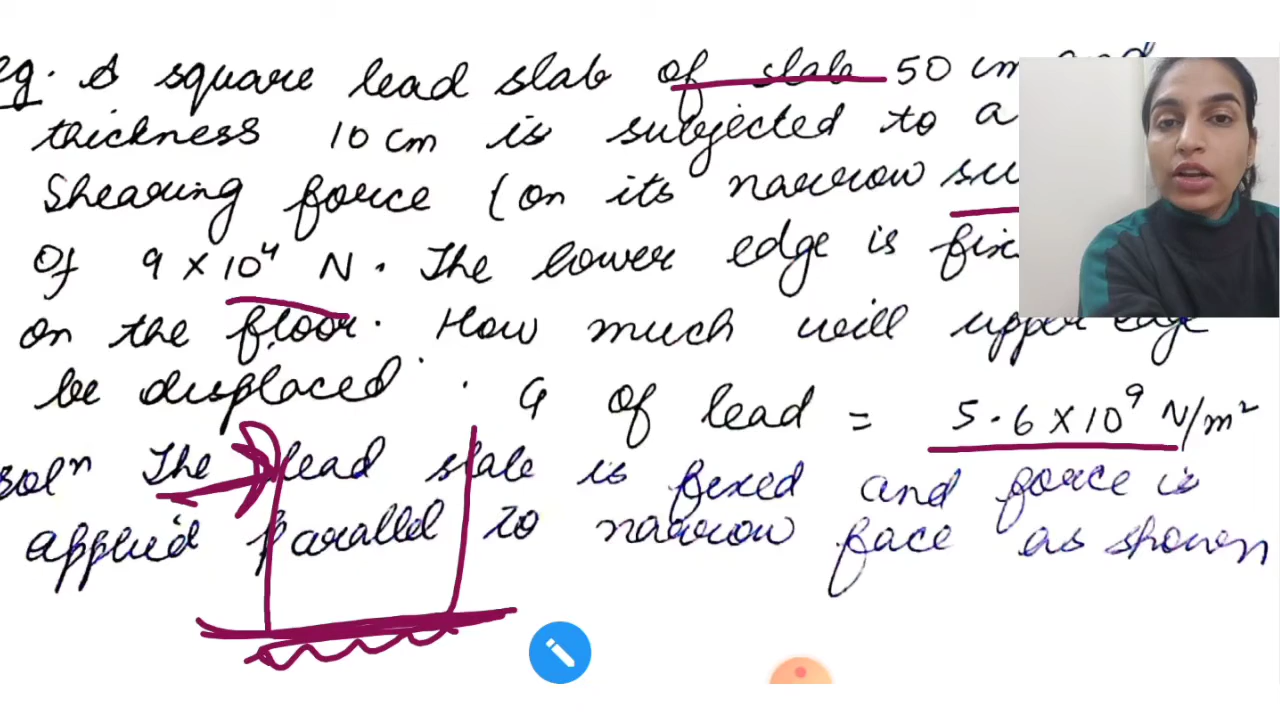 eg. A square lead slab of slab 50 cm and
thickness 10 cm is subjected to a
Shearing force (on its narrow
Of 9 × 10⁴ N. The lower edge is
on the floor. How much will upper edge
be displaced. G of lead = 5.6 × 10⁹ N/m²
Solⁿ The lead slab is fixed and force is
applied parallel to narrow face as shown